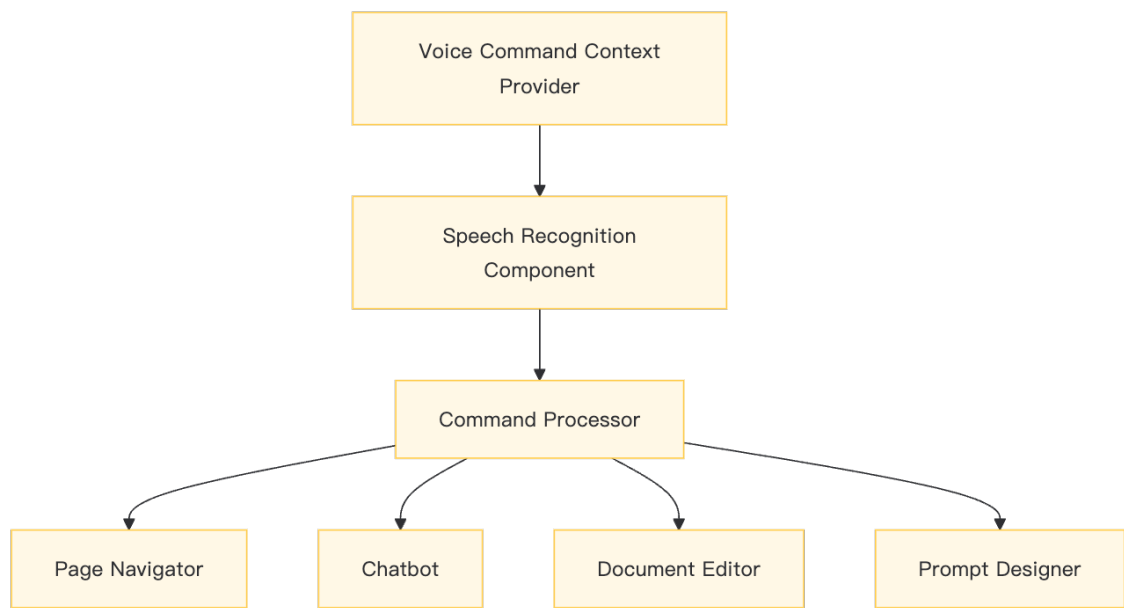 Voice Command Context
Provider
Speech Recognition
Component
Command Processor
Page Navigator
Chatbot
Document Editor
Prompt Designer